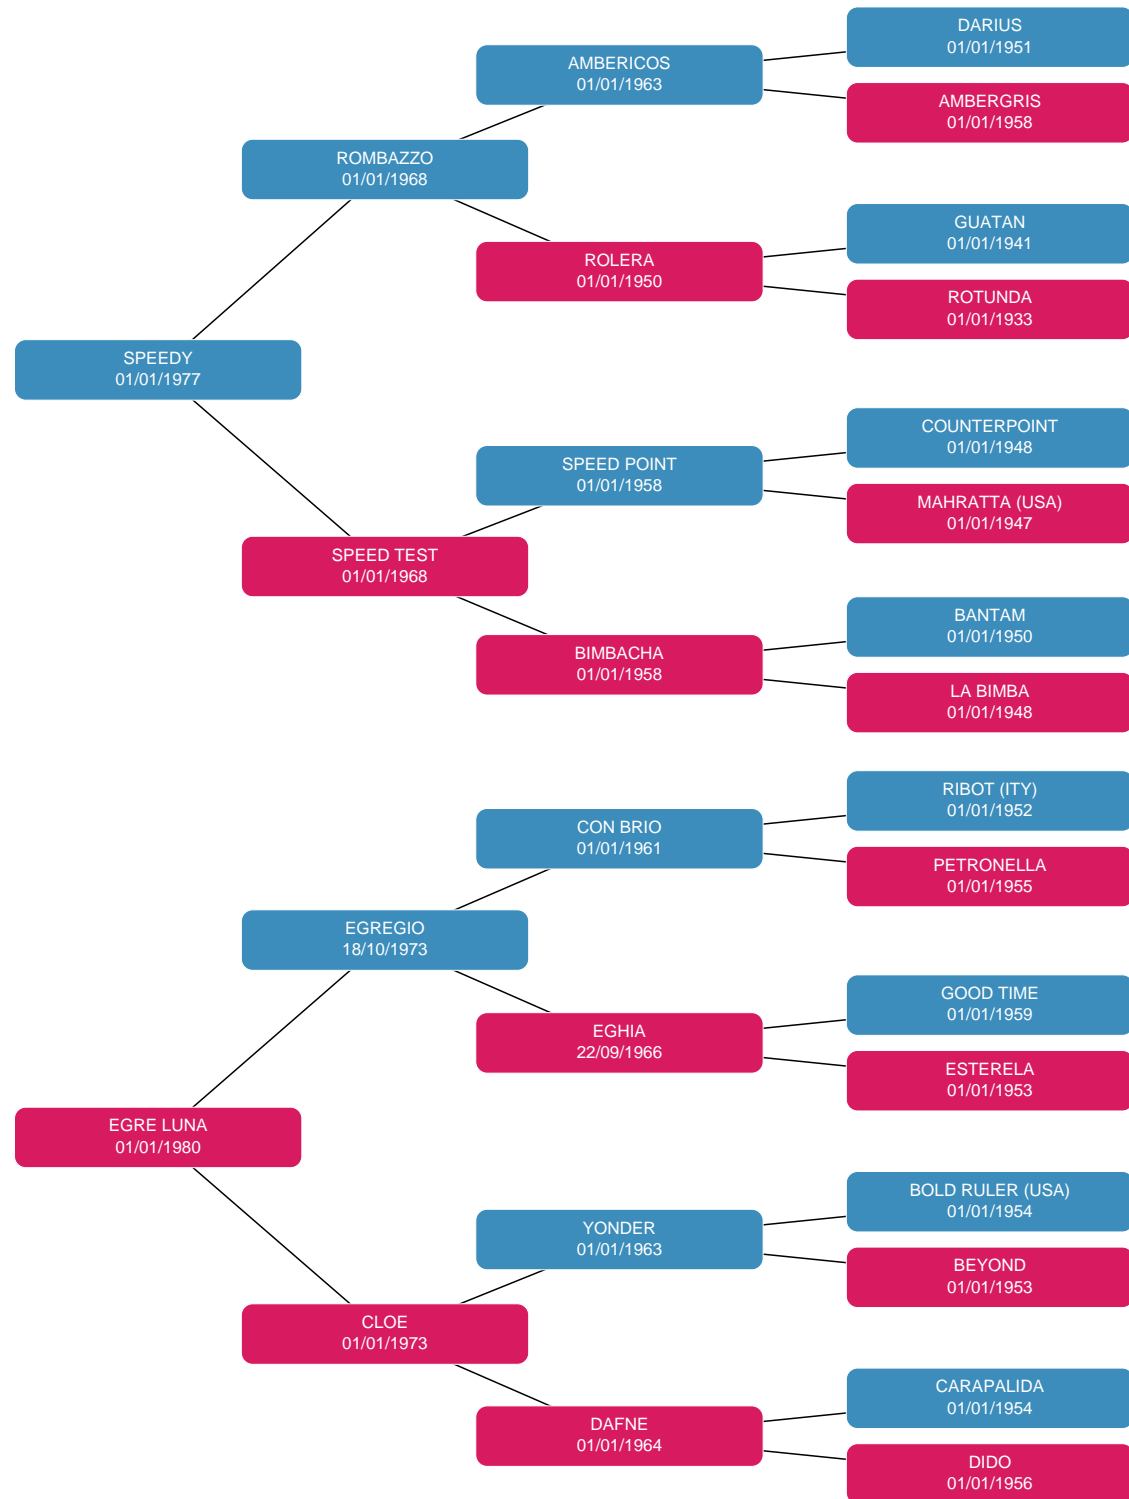 DARIUS
01/01/1951
AMBERICOS
01/01/1963
AMBERGRIS
01/01/1958
ROMBAZZO
01/01/1968
GUATAN
01/01/1941
ROLERA
01/01/1950
ROTUNDA
01/01/1933
SPEEDY
01/01/1977
COUNTERPOINT
01/01/1948
SPEED POINT
01/01/1958
MAHRATTA (USA)
01/01/1947
SPEED TEST
01/01/1968
BANTAM
01/01/1950
BIMBACHA
01/01/1958
LA BIMBA
01/01/1948
RIBOT (ITY)
01/01/1952
CON BRIO
01/01/1961
PETRONELLA
01/01/1955
EGREGIO
18/10/1973
GOOD TIME
01/01/1959
EGHIA
22/09/1966
ESTERELA
01/01/1953
EGRE LUNA
01/01/1980
BOLD RULER (USA)
01/01/1954
YONDER
01/01/1963
BEYOND
01/01/1953
CLOE
01/01/1973
CARAPALIDA
01/01/1954
DAFNE
01/01/1964
DIDO
01/01/1956